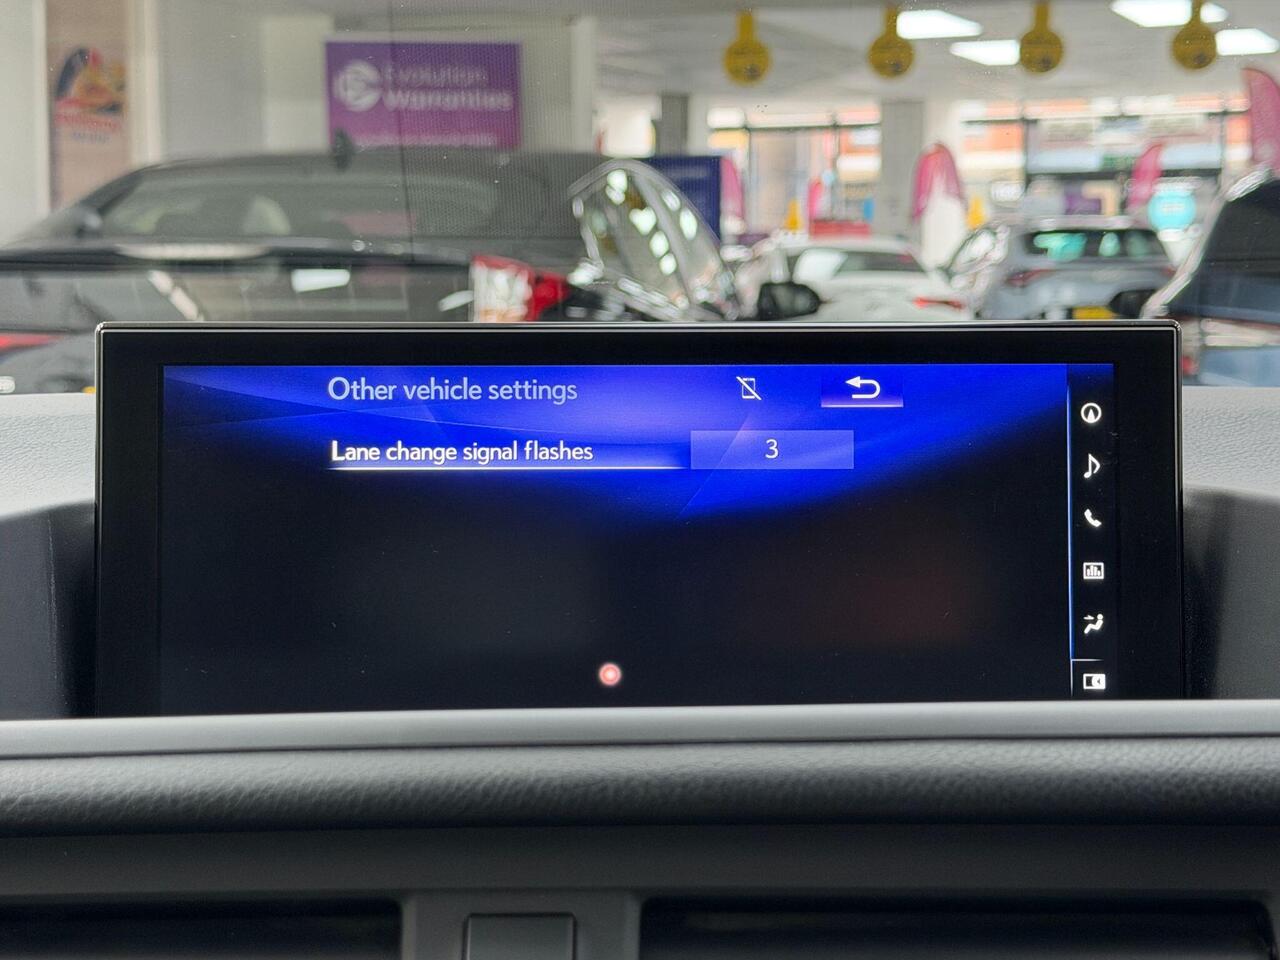 Evolution
Warranties
Other vehicle settings
Lane change signal flashes 3